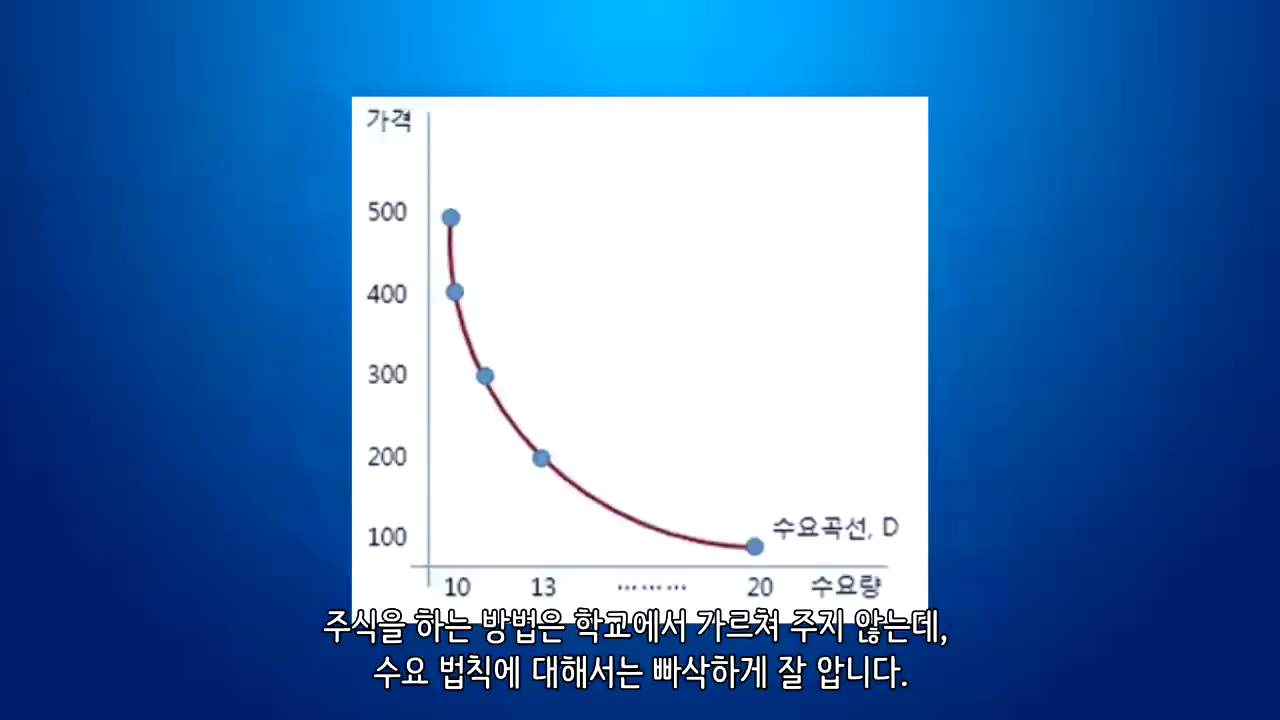 가격
500
400
300
200
100
수요곡선, D
10 13 ⋯⋯⋯ 20 수요량
주식을 하는 방법은 학교에서 가르쳐 주지 않는데,
수요 법칙에 대해서는 빠삭하게 잘 압니다.